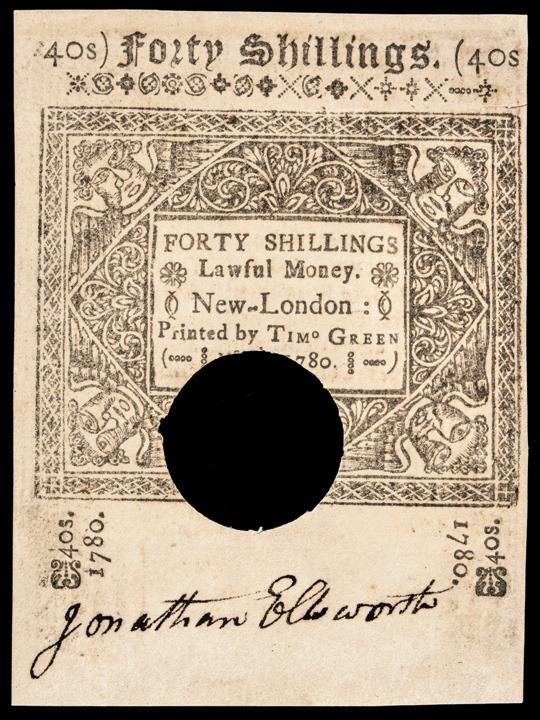 40s) Forty Shillings. (40s
FORTY SHILLINGS
Lawful Money.
New-London :
Printed by TIMº GREEN
1780.
40s.
1780.
40s.
1780.
Jonathan Ellsworth